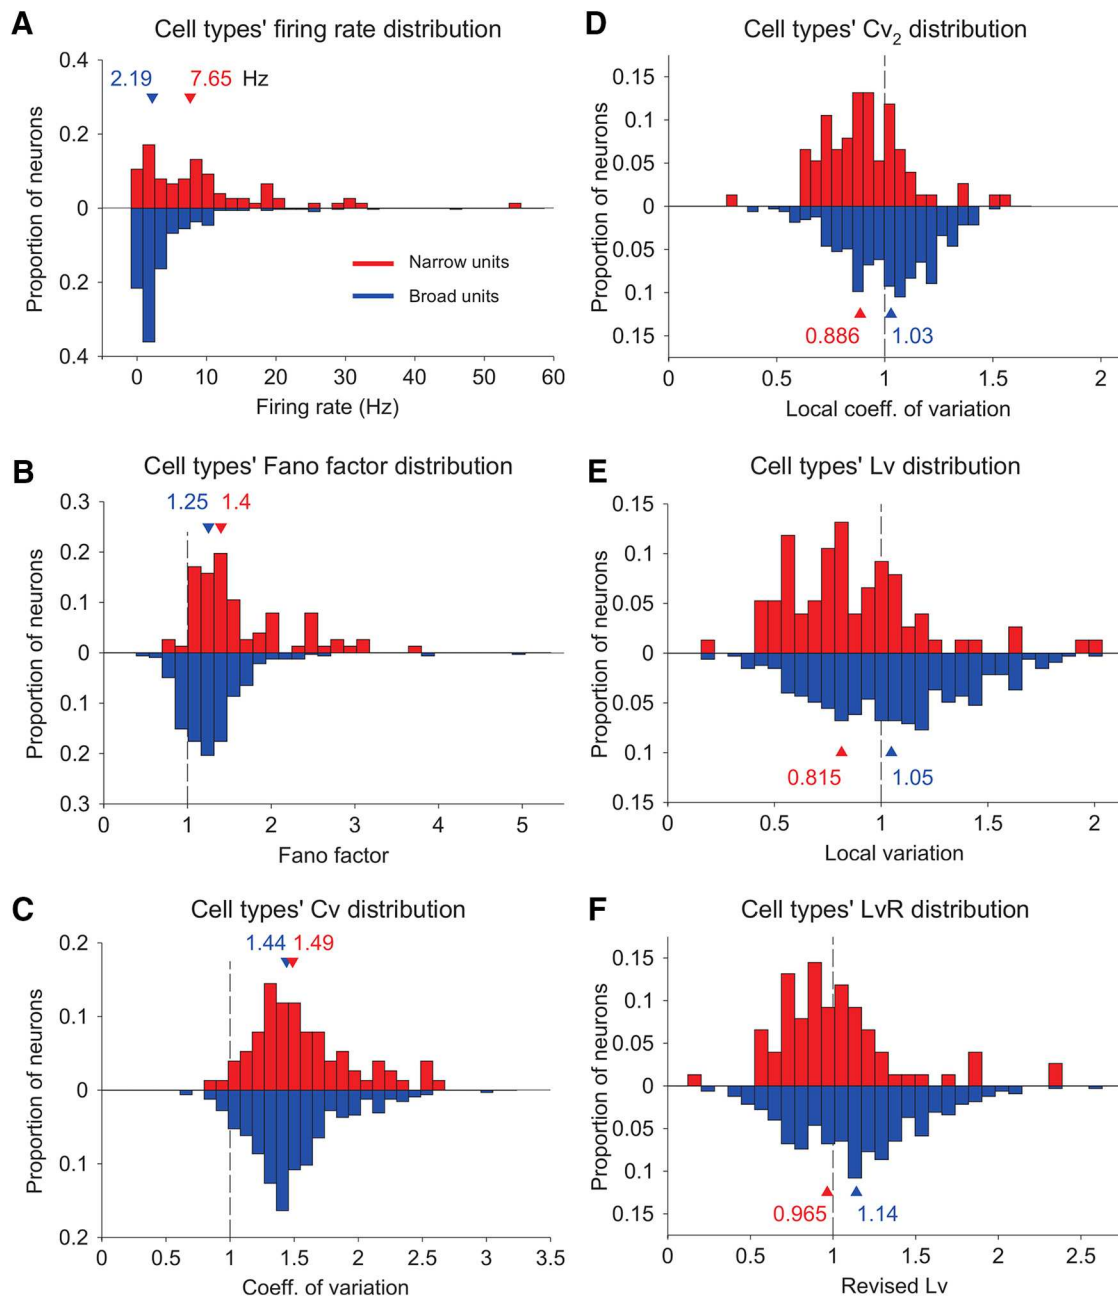 A
Cell types' firing rate distribution
0.4
0.2
0
0.2
0.4
Proportion of neurons
2.19
7.65 Hz
Narrow units
Broad units
0 10 20 30 40 50 60
Firing rate (Hz)
B
Cell types' Fano factor distribution
0.3
0.2
0.1
0
0.1
0.2
0.3
Proportion of neurons
1.25 1.4
0 1 2 3 4 5
Fano factor
C
Cell types' Cv distribution
0.2
0.1
0
0.1
0.2
Proportion of neurons
1.44 1.49
0 0.5 1 1.5 2 2.5 3 3.5
Coeff. of variation
D
Cell types' Cv2 distribution
0.15
0.1
0.05
0
0.05
0.1
0.15
Proportion of neurons
0.886 1.03
0 0.5 1 1.5 2
Local coeff. of variation
E
Cell types' Lv distribution
0.15
0.1
0.05
0
0.05
0.1
0.15
Proportion of neurons
0.815 1.05
0 0.5 1 1.5 2
Local variation
F
Cell types' LvR distribution
0.15
0.1
0.05
0
0.05
0.1
0.15
Proportion of neurons
0.965 1.14
0 0.5 1 1.5 2 2.5
Revised Lv